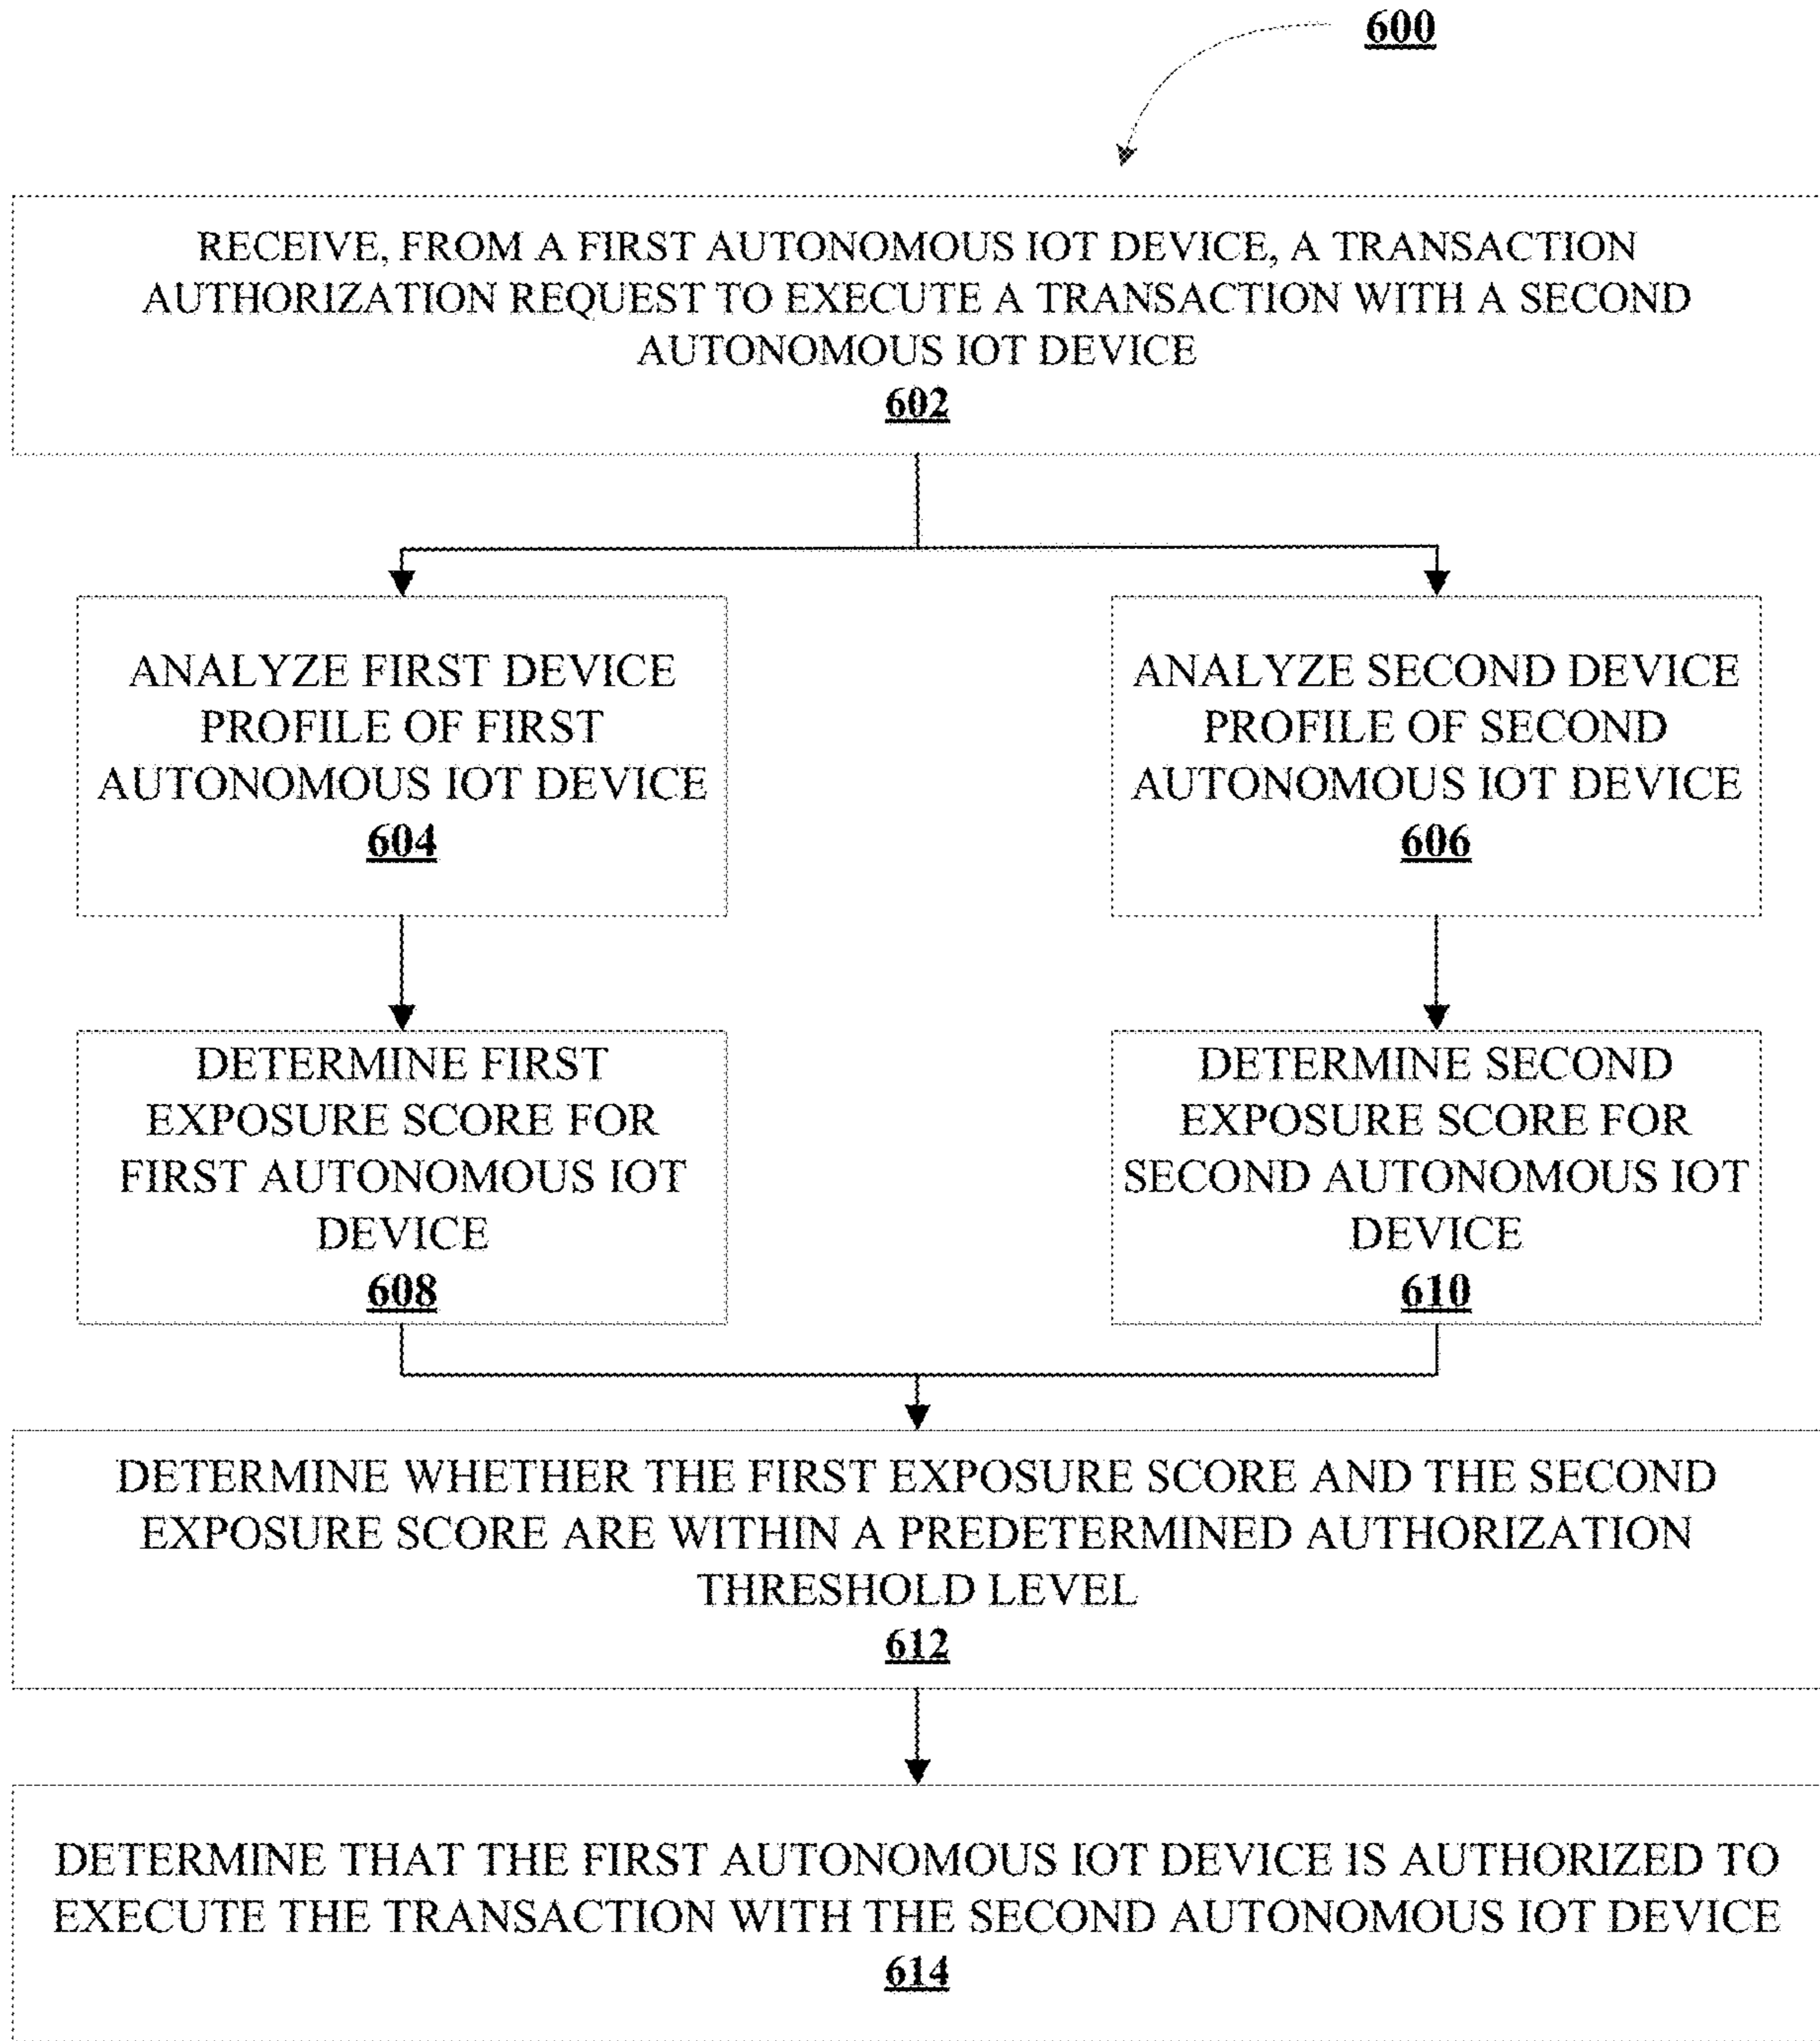 600
RECEIVE, FROM A FIRST AUTONOMOUS IOT DEVICE, A TRANSACTION
AUTHORIZATION REQUEST TO EXECUTE A TRANSACTION WITH A SECOND
AUTONOMOUS IOT DEVICE
602
ANALYZE FIRST DEVICE
PROFILE OF FIRST
AUTONOMOUS IOT DEVICE
604
ANALYZE SECOND DEVICE
PROFILE OF SECOND
AUTONOMOUS IOT DEVICE
606
DETERMINE FIRST
EXPOSURE SCORE FOR
FIRST AUTONOMOUS IOT
DEVICE
608
DETERMINE SECOND
EXPOSURE SCORE FOR
SECOND AUTONOMOUS IOT
DEVICE
610
DETERMINE WHETHER THE FIRST EXPOSURE SCORE AND THE SECOND
EXPOSURE SCORE ARE WITHIN A PREDETERMINED AUTHORIZATION
THRESHOLD LEVEL
612
DETERMINE THAT THE FIRST AUTONOMOUS IOT DEVICE IS AUTHORIZED TO
EXECUTE THE TRANSACTION WITH THE SECOND AUTONOMOUS IOT DEVICE
614